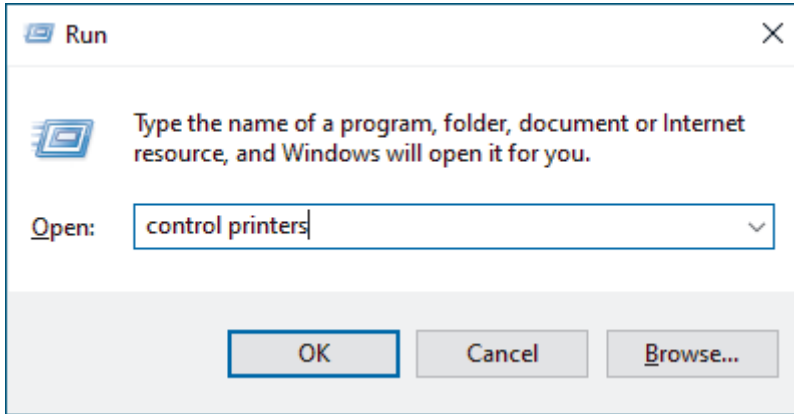 Run
Type the name of a program, folder, document or Internet
resource, and Windows will open it for you.
Open: control printers
OK Cancel Browse...